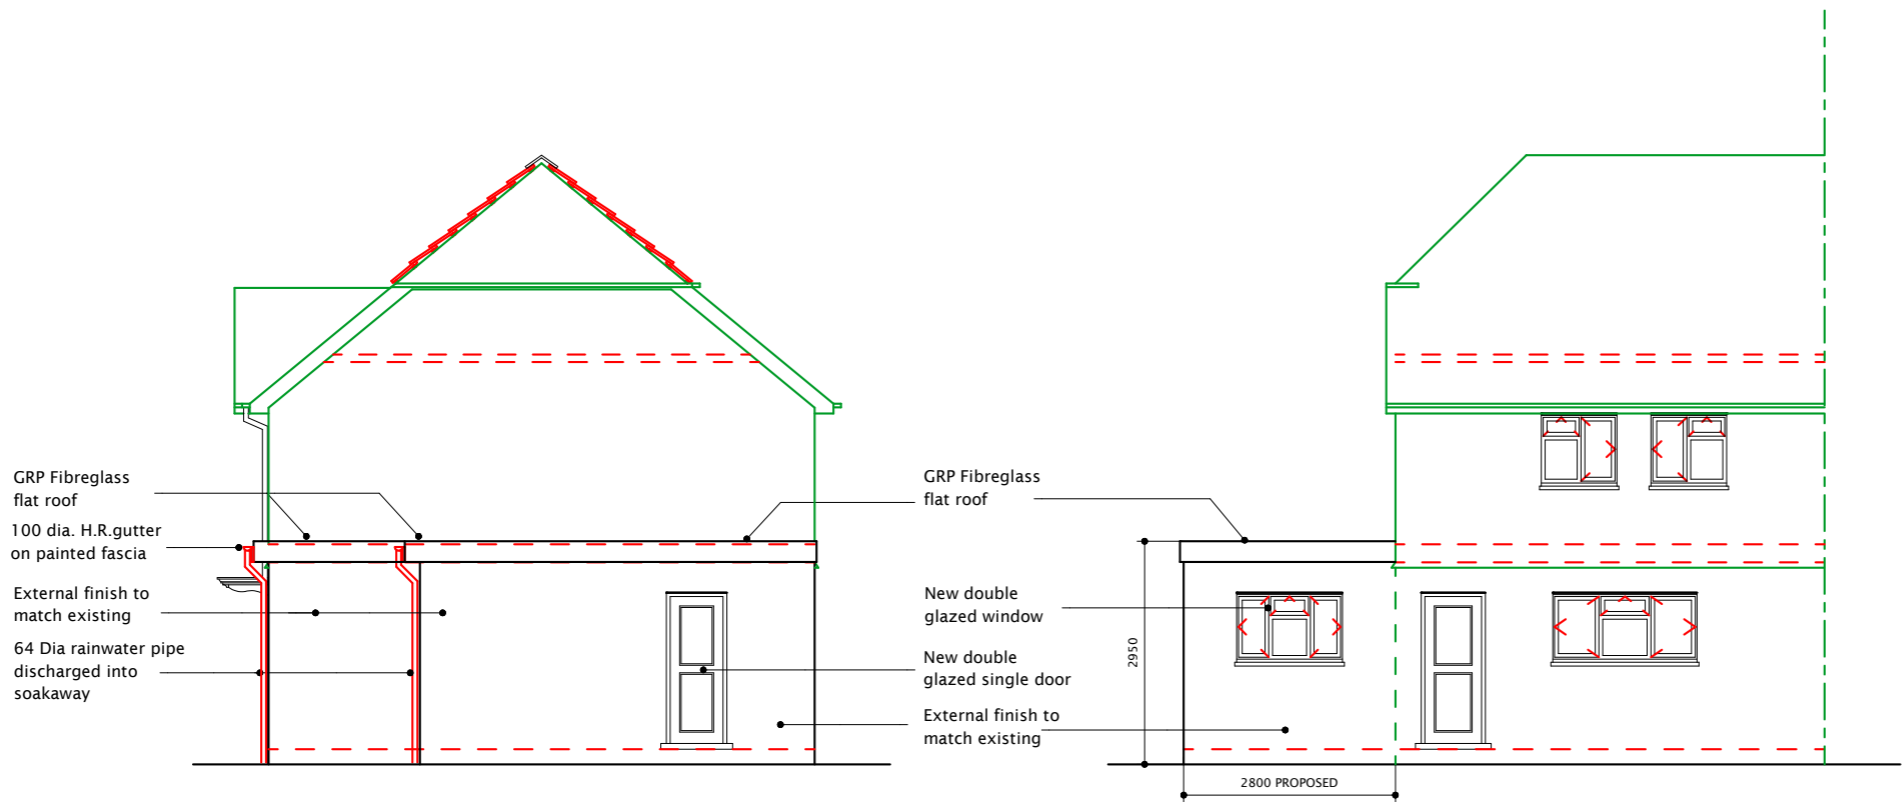 GRP Fibreglass
flat roof
100 dia. H.R.gutter
on painted fascia
External finish to
match existing
64 Dia rainwater pipe
discharged into
soakaway
GRP Fibreglass
flat roof
New double
glazed window
New double
glazed single door
External finish to
match existing
2950
2800 PROPOSED